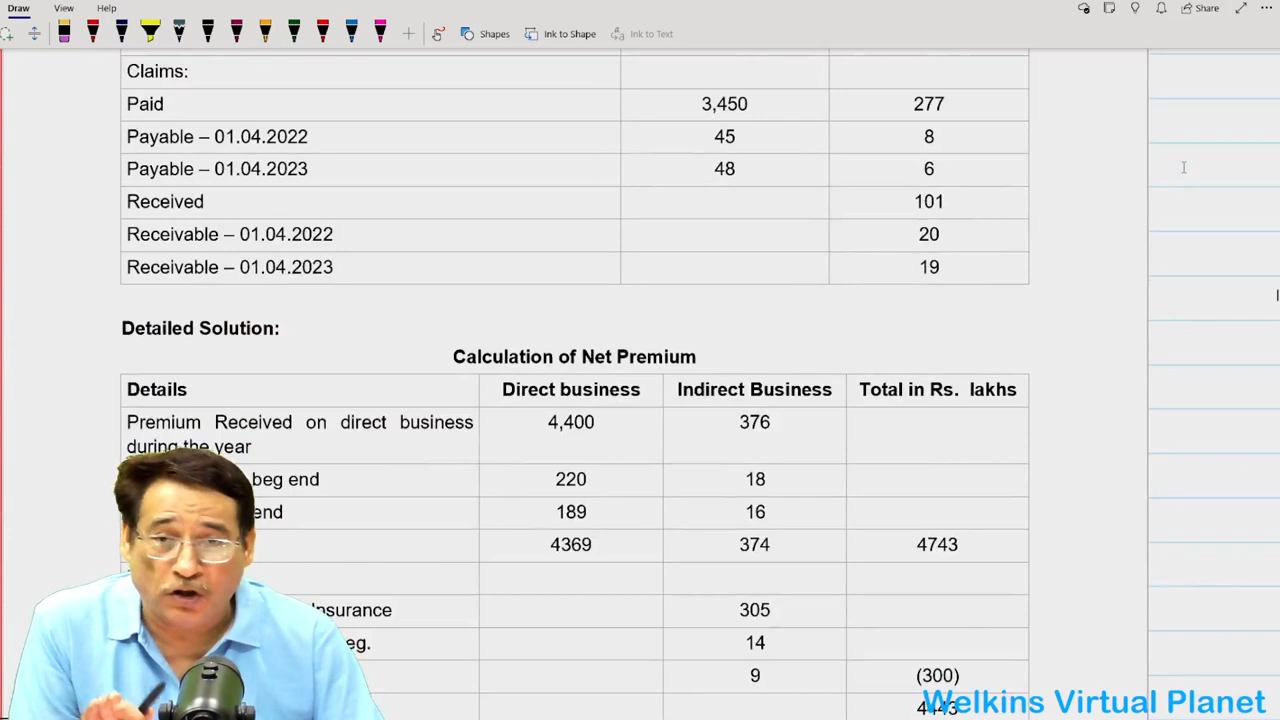 Draw View Help Share
Shapes Ink to Shape Ink to Text
Claims:
Paid 3,450 277
Payable – 01.04.2022 45 8
Payable – 01.04.2023 48 6
Received 101
Receivable – 01.04.2022 20
Receivable – 01.04.2023 19
Detailed Solution:
Calculation of Net Premium
Details Direct business Indirect Business Total in Rs. lakhs
Premium Received on direct business 4,400 376
during the year
beg end 220 18
end 189 16
4369 374 4743
Insurance 305
eg. 14
9 (300)
4443
Welkins Virtual Planet